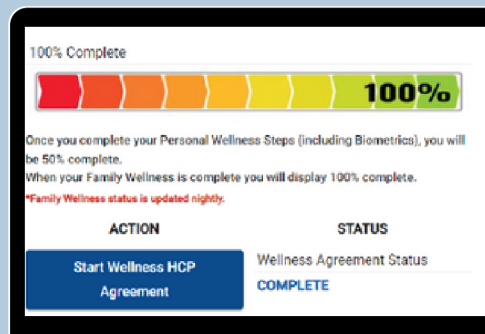 100% Complete
100%
Once you complete your Personal Wellness Steps (including Biometrics), you will
be 50% complete.
When your Family Wellness is complete you will display 100% complete.
*Family Wellness status is updated nightly.
ACTION
STATUS
Start Wellness HCP
Agreement
Wellness Agreement Status
COMPLETE